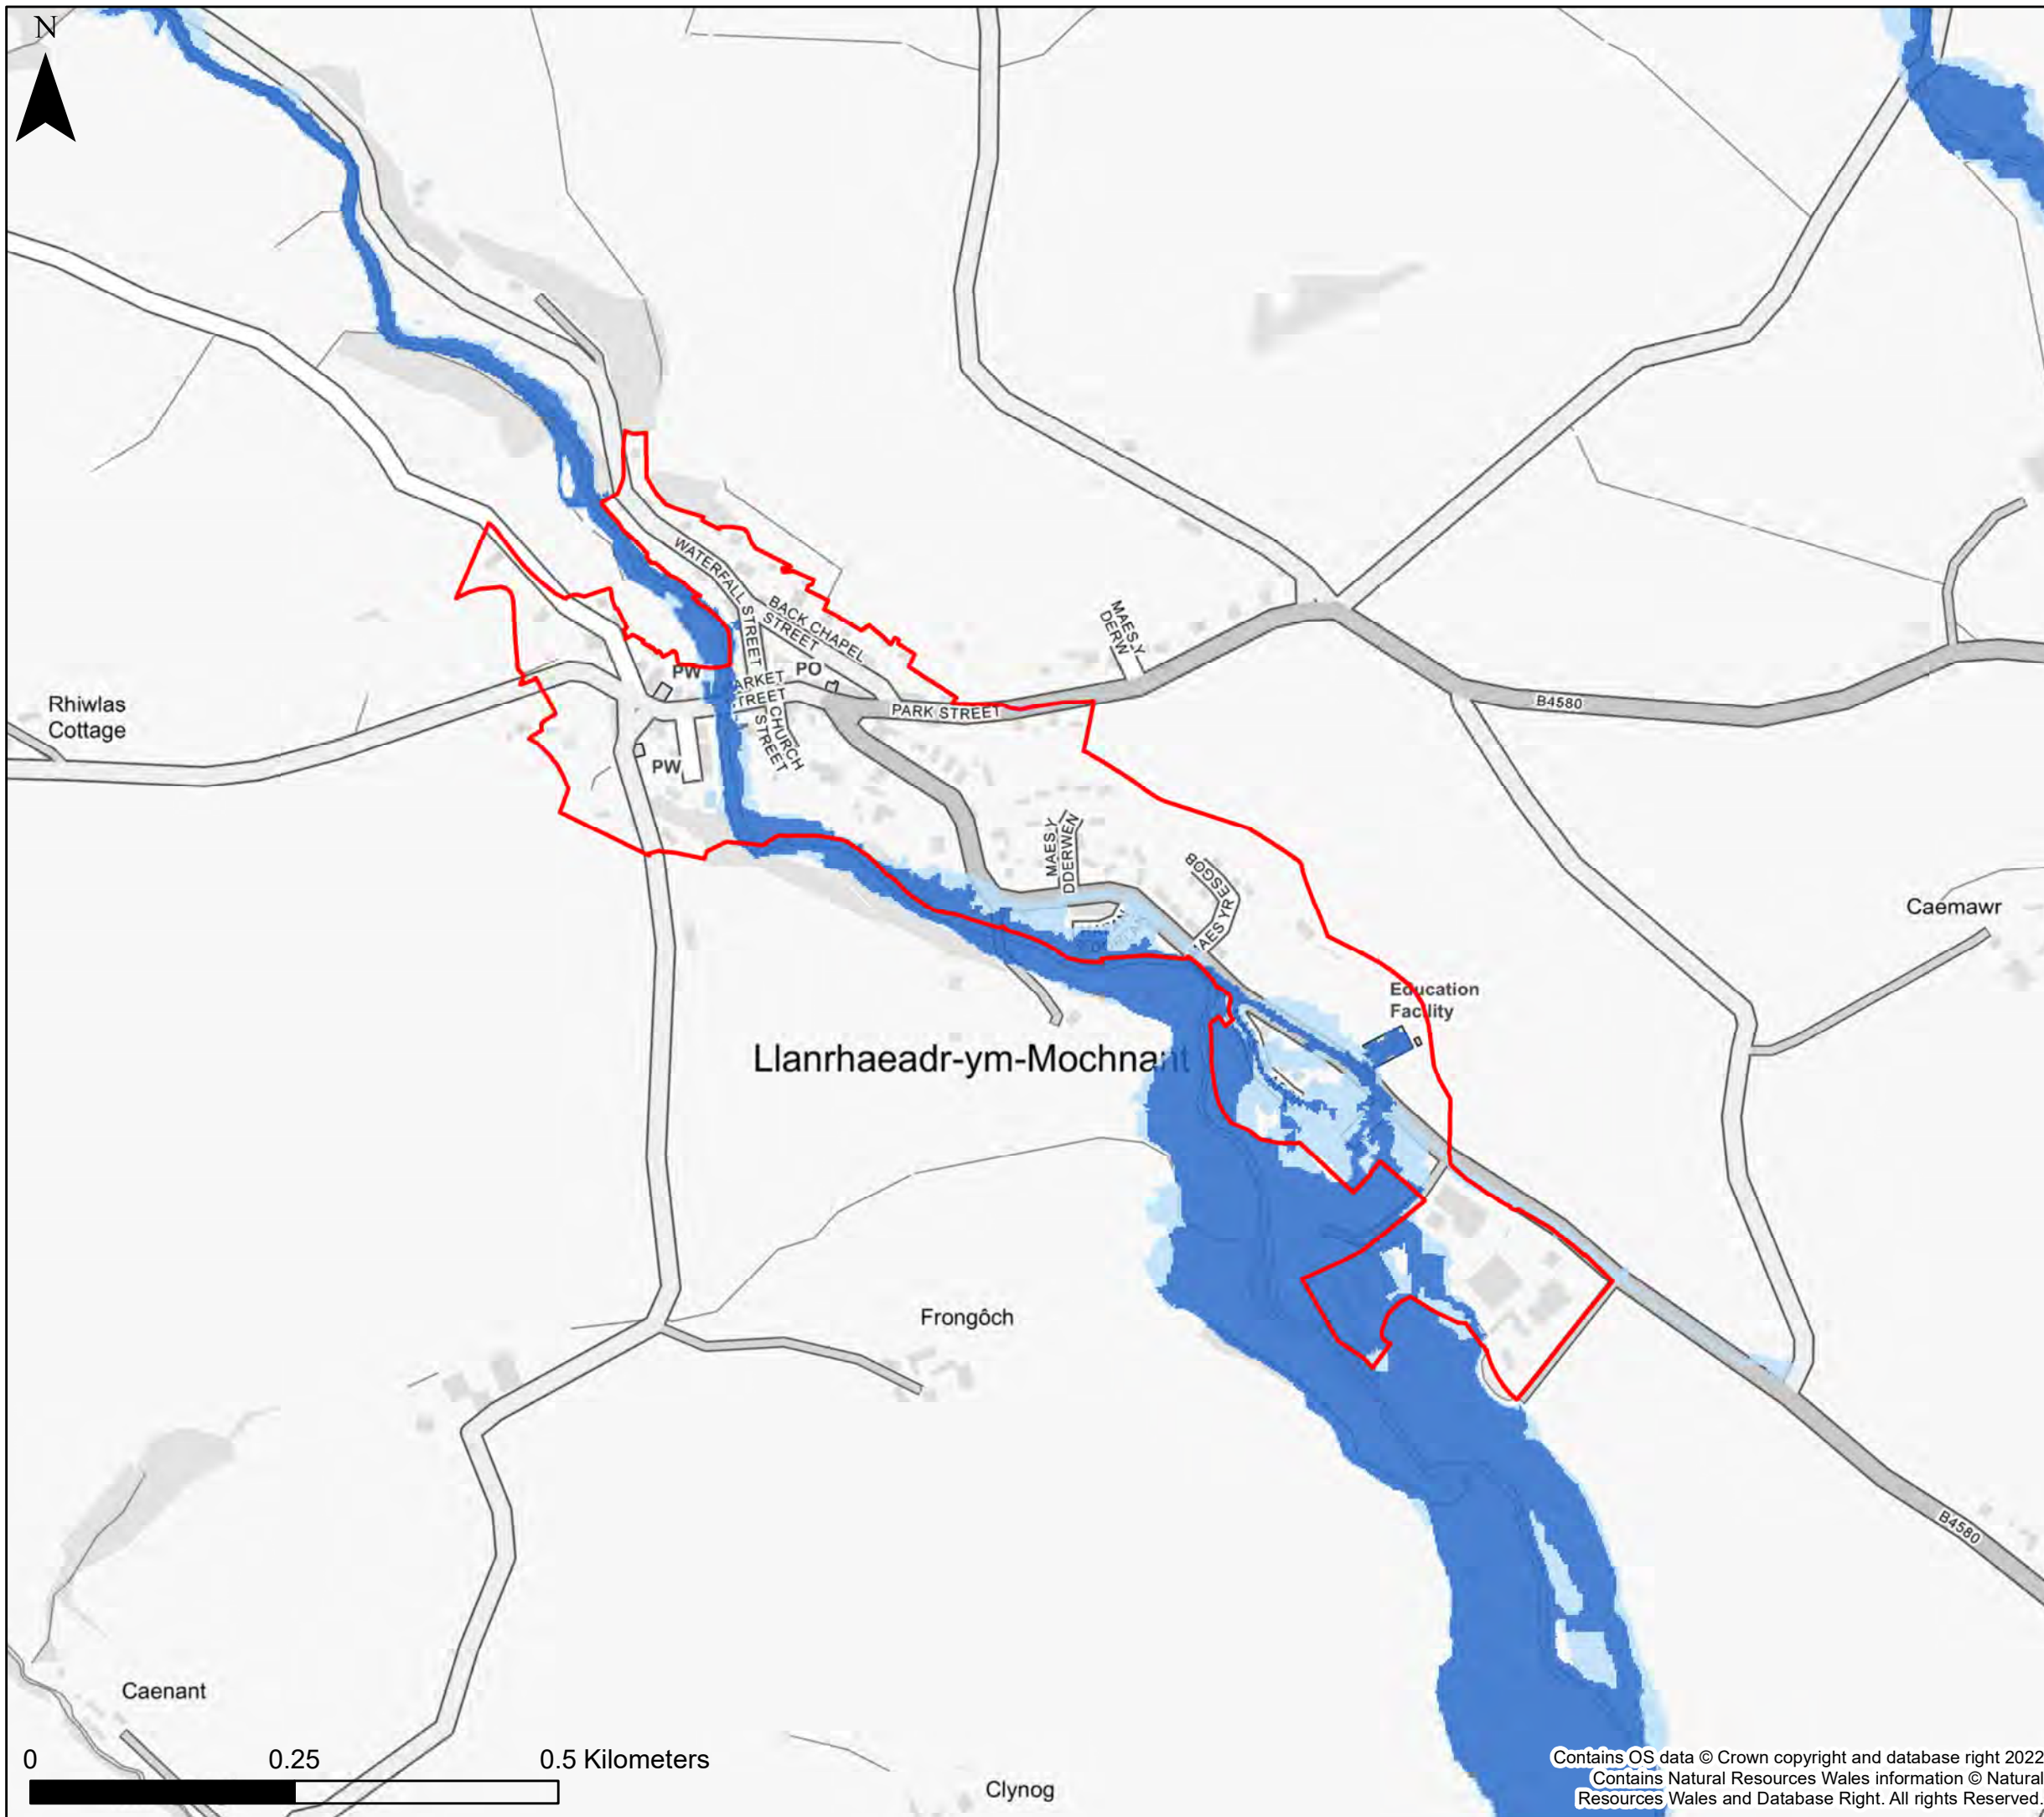 N
WATERFALL STREET
BACK CHAPEL
STREET
MAES Y
DERW
PW
PO
ARKET
TREET
CHURCH
STREET
PARK STREET
B4580
Rhiwlas
Cottage
PW
MAES Y
DDERWEN
MAES YR ESGOB
Caemawr
Education
Facility
Llanrhaeadr-ym-Mochnant
Frongôch
B4580
Caenant
Clynog
0 0.25 0.5 Kilometers
Contains OS data © Crown copyright and database right 2022
Contains Natural Resources Wales information © Natural
Resources Wales and Database Right. All rights Reserved.